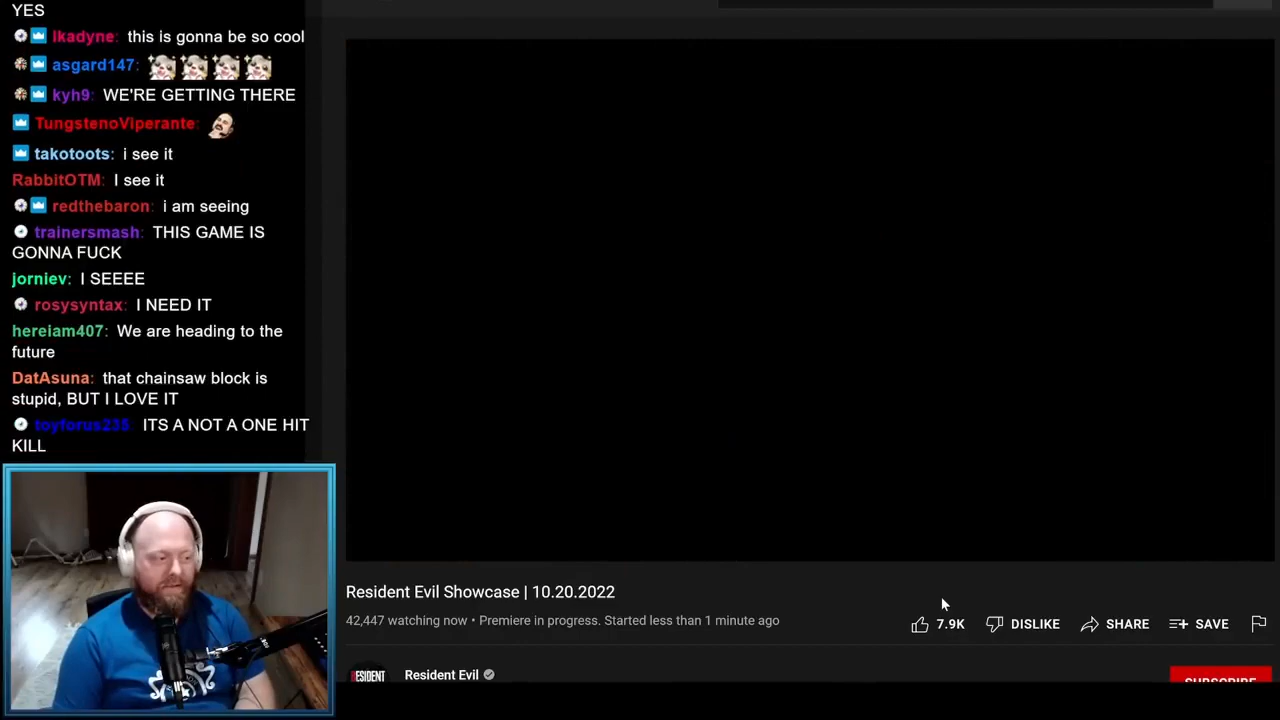 YES
lkadyne: this is gonna be so cool
asgard147:
kyh9: WE'RE GETTING THERE
TungstenoViperante:
takotoots: i see it
RabbitOTM: I see it
redthebaron: i am seeing
trainersmash: THIS GAME IS
GONNA FUCK
jorniev: I SEEEE
rosysyntax: I NEED IT
hereiam407: We are heading to the
future
DatAsuna: that chainsaw block is
stupid, BUT I LOVE IT
toyforus235: ITS A NOT A ONE HIT
KILL
Resident Evil Showcase | 10.20.2022
42,447 watching now • Premiere in progress. Started less than 1 minute ago
7.9K DISLIKE SHARE SAVE
RESIDENT
Resident Evil
SUBSCRIBE